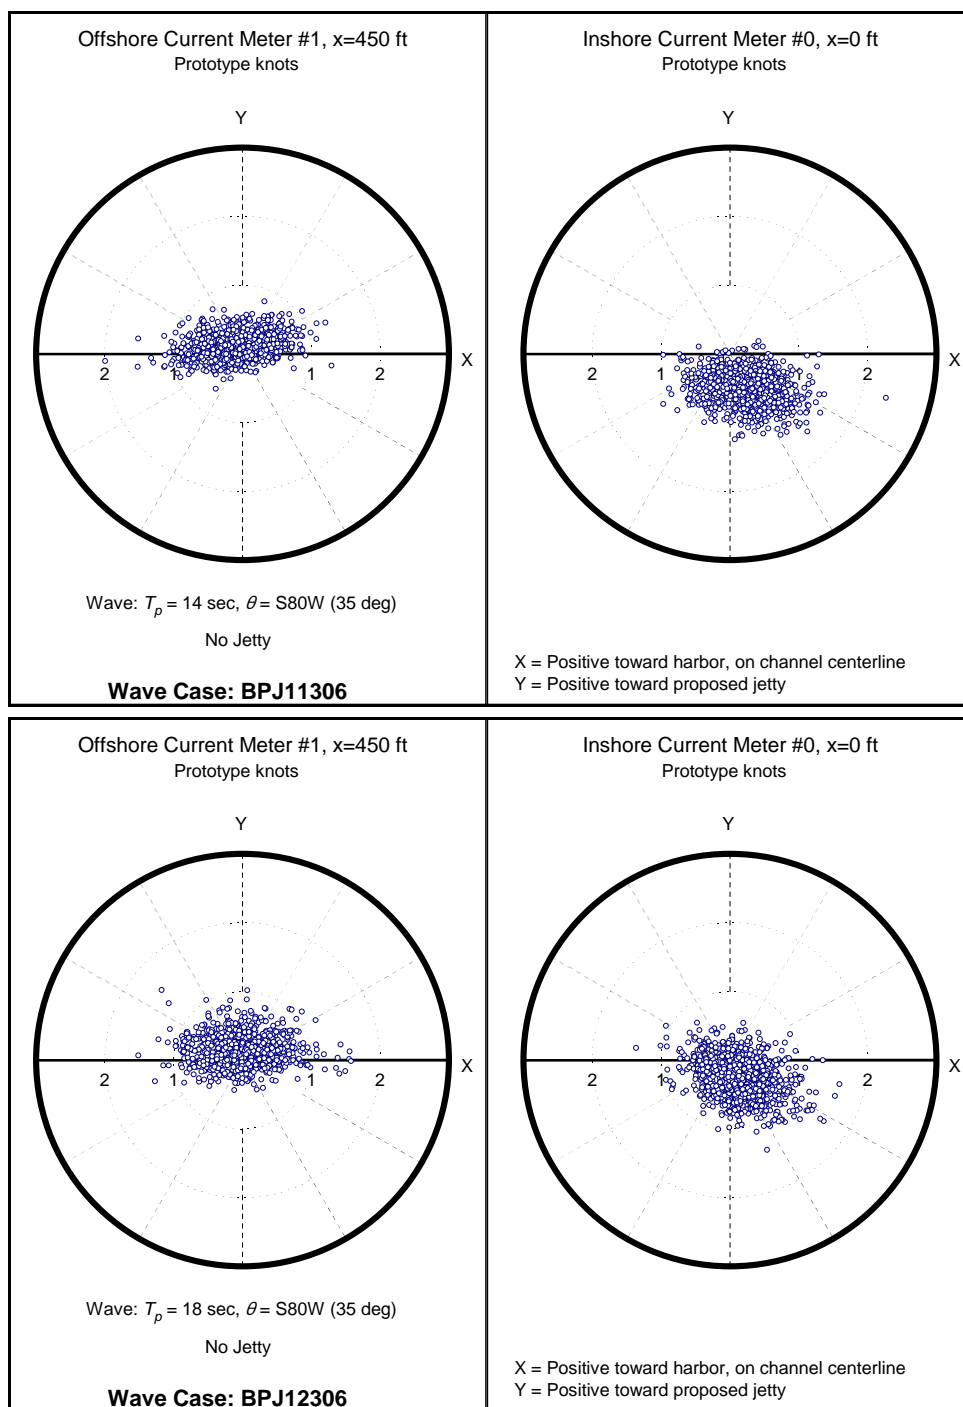 Offshore Current Meter #1, x=450 ft
Prototype knots
Y
X
2
1
1
2
Wave: Tp = 14 sec, θ = S80W (35 deg)
No Jetty
Wave Case: BPJ11306
Inshore Current Meter #0, x=0 ft
Prototype knots
Y
X
2
1
1
2
X = Positive toward harbor, on channel centerline
Y = Positive toward proposed jetty
Offshore Current Meter #1, x=450 ft
Prototype knots
Y
X
2
1
1
2
Wave: Tp = 18 sec, θ = S80W (35 deg)
No Jetty
Wave Case: BPJ12306
Inshore Current Meter #0, x=0 ft
Prototype knots
Y
X
2
1
1
2
X = Positive toward harbor, on channel centerline
Y = Positive toward proposed jetty